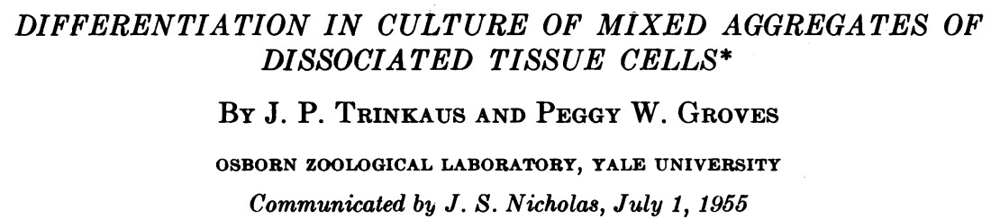 DIFFERENTIATION IN CULTURE OF MIXED AGGREGATES OF
DISSOCIATED TISSUE CELLS*
BY J. P. TRINKAUS AND PEGGY W. GROVES
OSBORN ZOOLOGICAL LABORATORY, YALE UNIVERSITY
Communicated by J. S. Nicholas, July 1, 1955